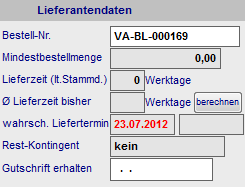 Lieferantendaten
Bestell-Nr. VA-BL-000169
Mindestbestellmenge 0,00
Lieferzeit (lt.Stammd.) 0 Werktage
Ø Lieferzeit bisher Werktage berechnen
wahrsch. Liefertermin 23.07.2012
Rest-Kontingent kein
Gutschrift erhalten . .